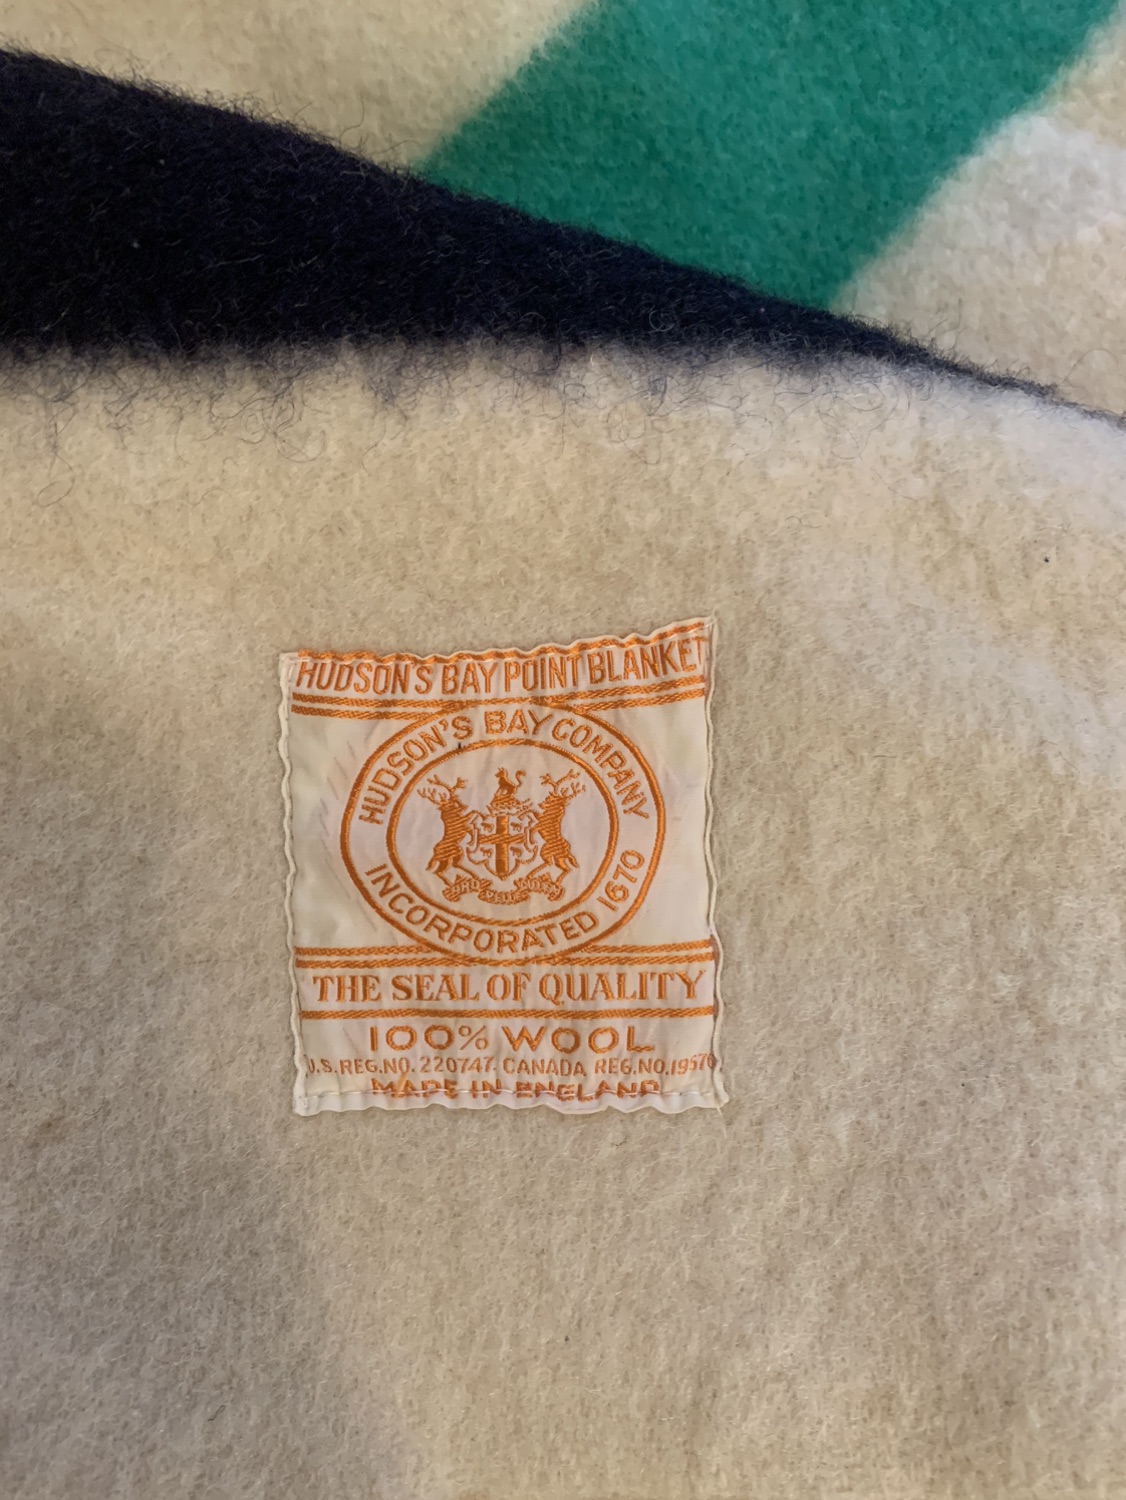 HUDSON'S BAY POINT BLANKET
HUDSON'S BAY COMPANY
INCORPORATED 1670
THE SEAL OF QUALITY
100% WOOL
U.S. REG. NO. 220747. CANADA REG. NO. 19570
MADE IN ENGLAND